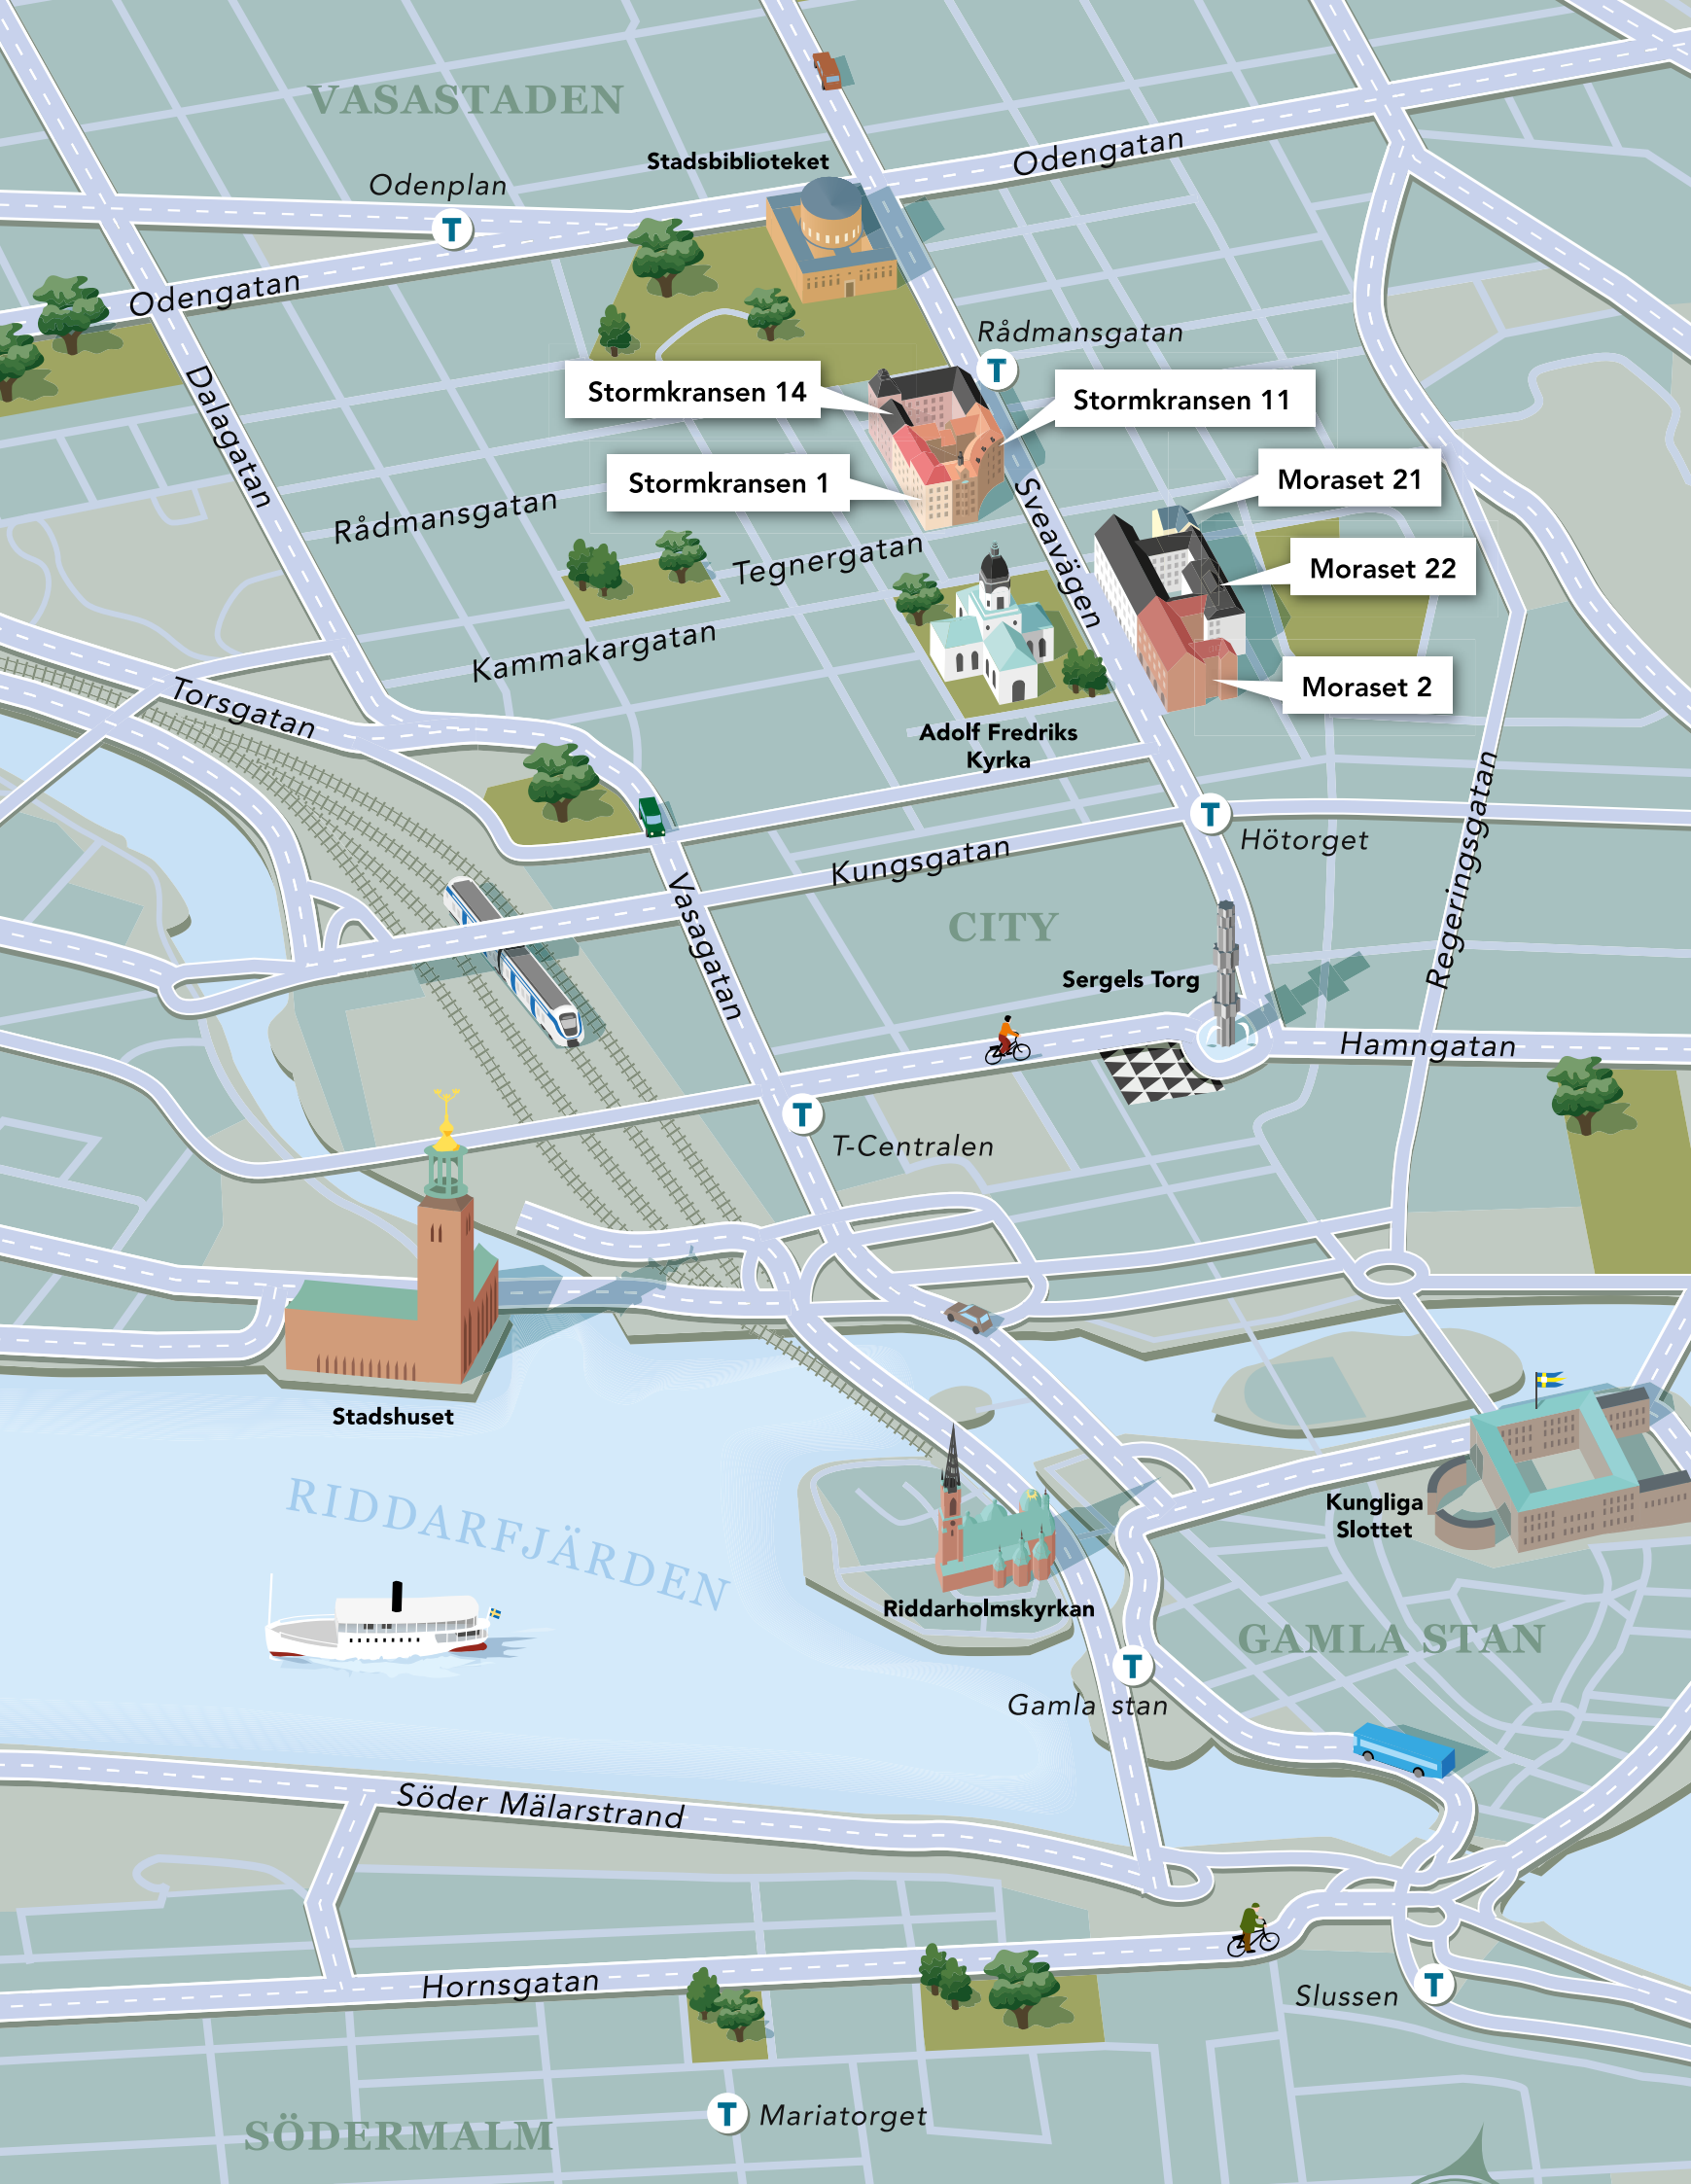 VASASTADEN
Odengatan
Stadsbiblioteket
Odenplan
T
Odengatan
Rådmansgatan
T
Stormkransen 14
Stormkransen 11
Dalagatan
Stormkransen 1
Moraset 21
Rådmansgatan
Sveavägen
Tegnergatan
Moraset 22
Kammakargatan
Moraset 2
Torsgatan
Adolf Fredriks
Kyrka
T
Hötorget
Kungsgatan
Regeringsgatan
Vasagatan
CITY
Sergels Torg
Hamngatan
T
T-Centralen
Stadshuset
RIDDARFJÄRDEN
Kungliga
Slottet
Riddarholmskyrkan
GAMLA STAN
T
Gamla stan
Söder Mälarstrand
Hornsgatan
Slussen
T
T
Mariatorget
SÖDERMALM